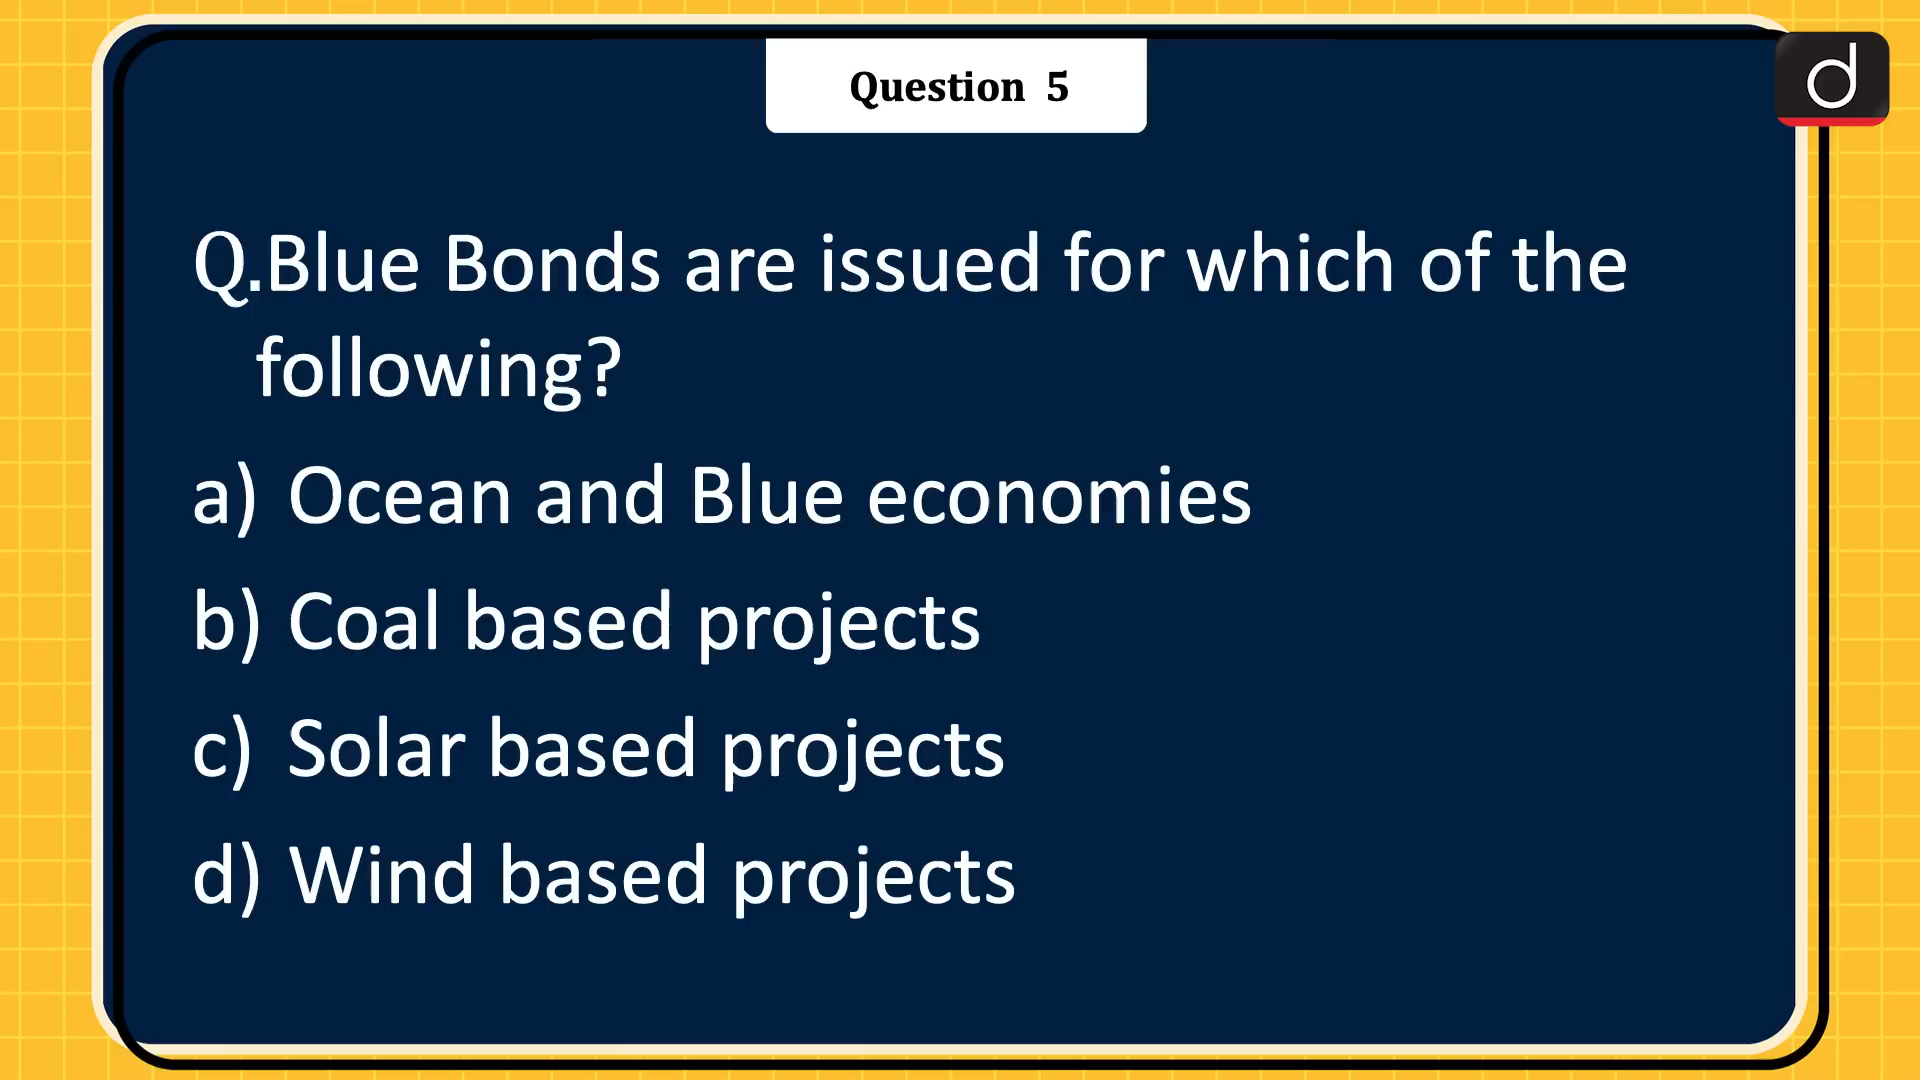 Question 5
d
Q.Blue Bonds are issued for which of the
following?
a) Ocean and Blue economies
b) Coal based projects
c) Solar based projects
d) Wind based projects